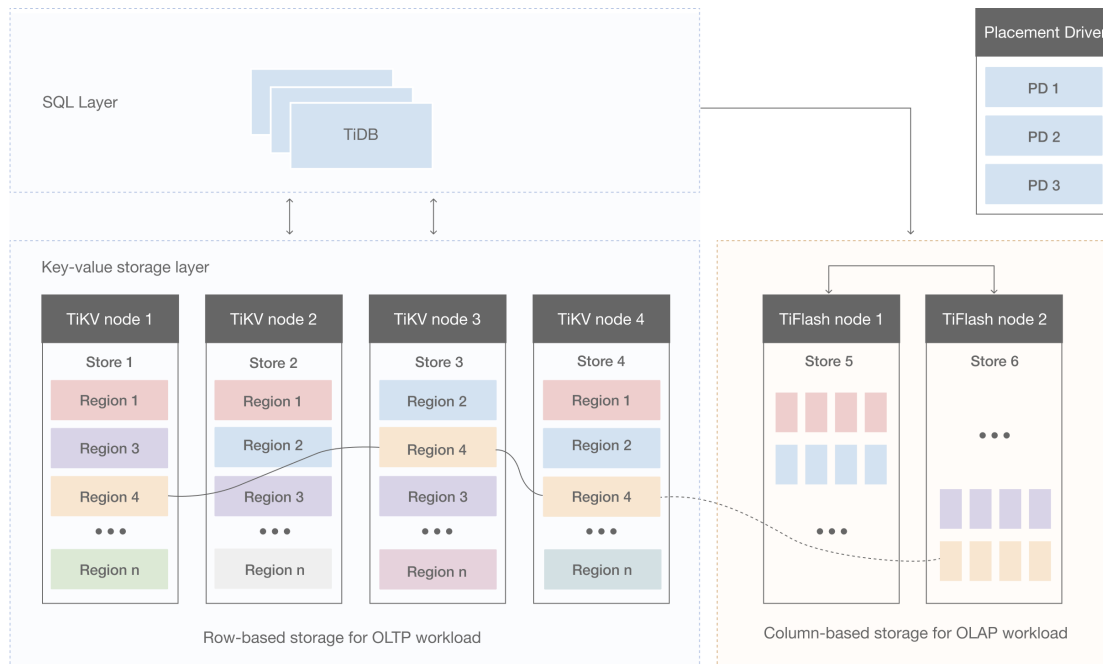 Placement Driver
PD 1
PD 2
PD 3
SQL Layer
TiDB
Key-value storage layer
TiKV node 1
Store 1
Region 1
Region 3
Region 4
•••
Region n
TiKV node 2
Store 2
Region 1
Region 2
Region 3
•••
Region n
TiKV node 3
Store 3
Region 2
Region 4
Region 3
•••
Region n
TiKV node 4
Store 4
Region 1
Region 2
Region 4
•••
Region n
Row-based storage for OLTP workload
TiFlash node 1
Store 5
•••
TiFlash node 2
Store 6
•••
Column-based storage for OLAP workload